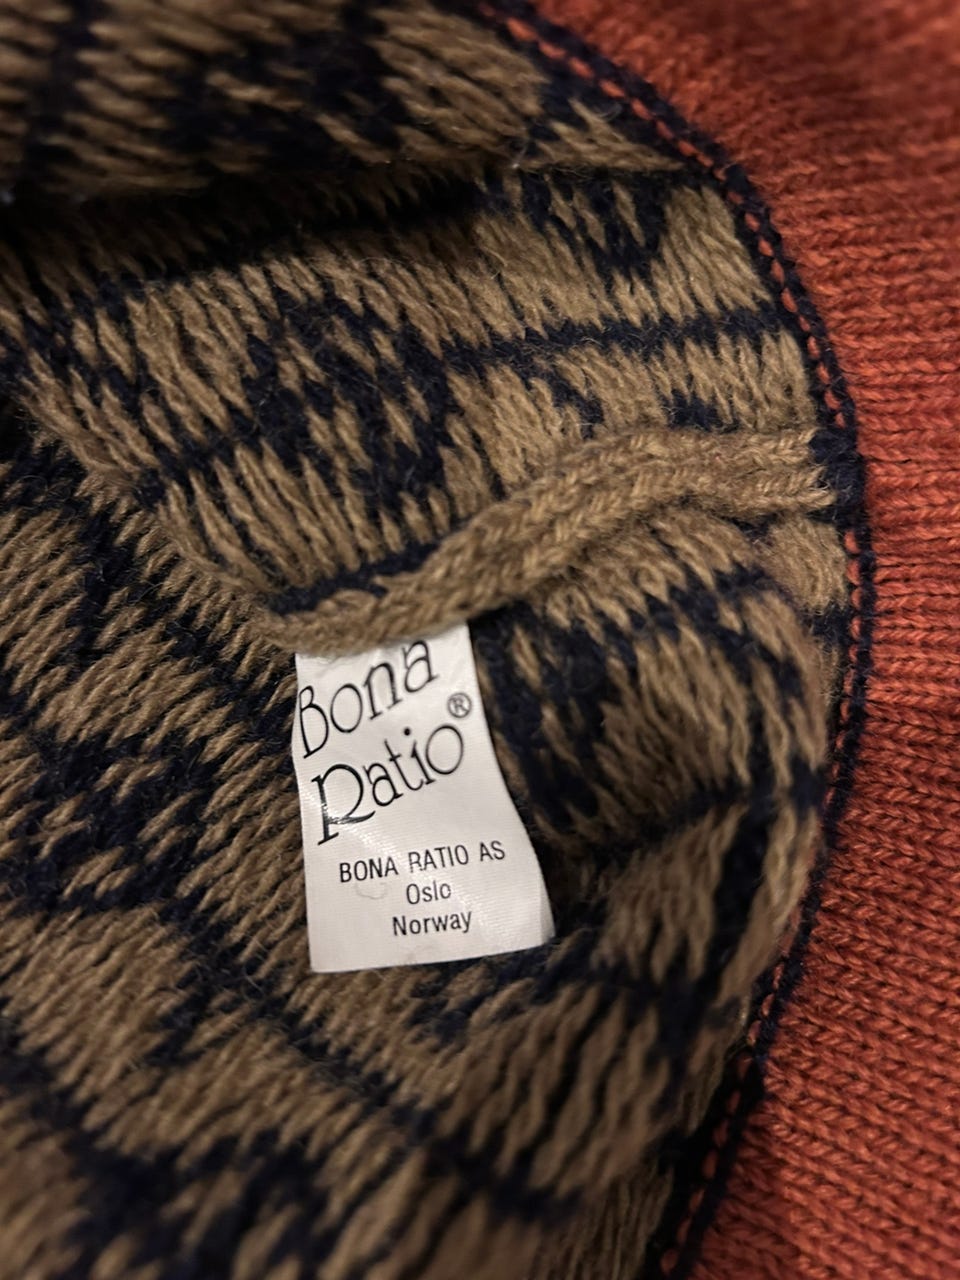 Bona
Ratio®
BONA RATIO AS
Oslo
Norway